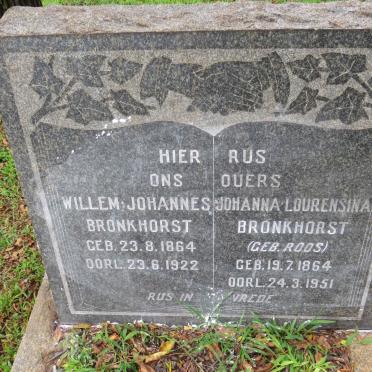 HIER RUS
ONS OUERS
WILLEM JOHANNES
BRONKHORST
GEB. 23.8.1864
OORL. 23.6.1922
JOHANNA LOURENSINA
BRONKHORST
(GEB. ROOS)
GEB. 19.7.1864
OORL. 24.3.1951
RUS IN VREDE